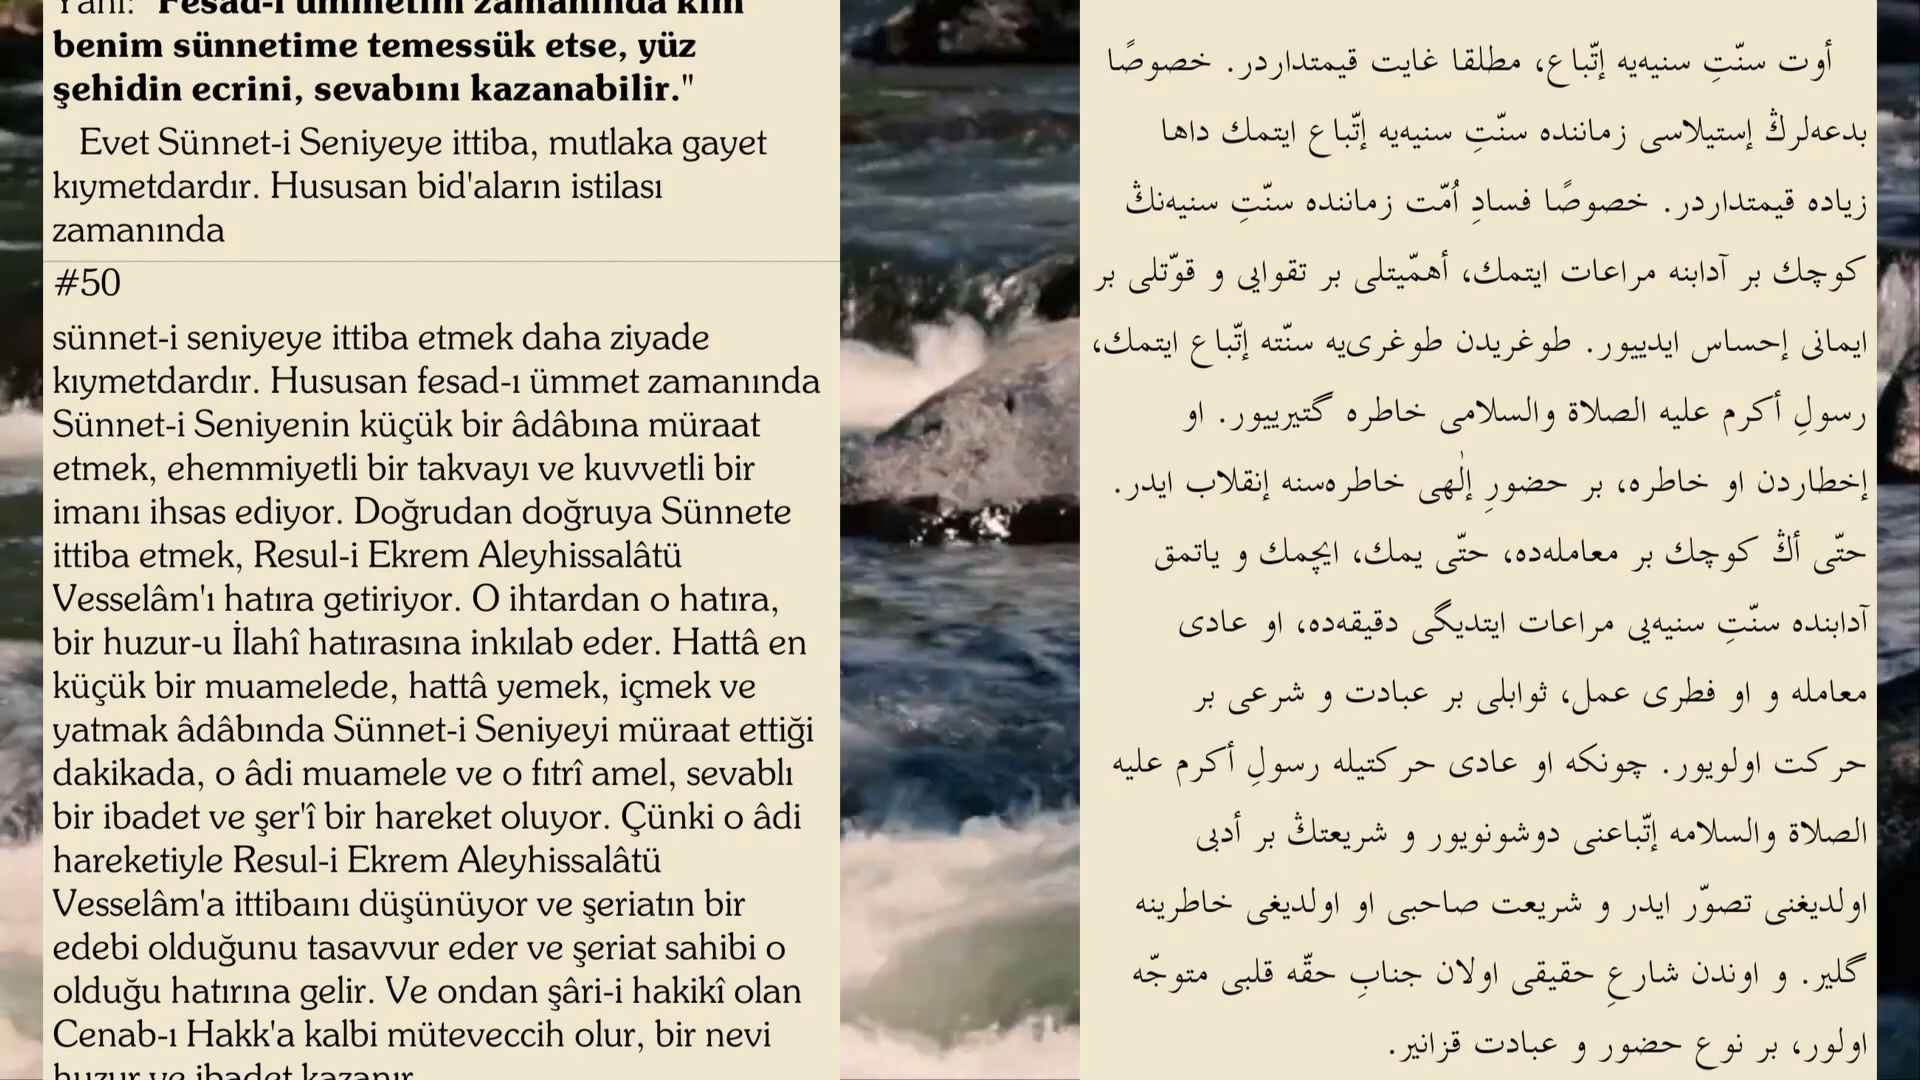 Yani: "Fesad-ı ümmetim zamanında kim
benim sünnetime temessük etse, yüz
şehidin ecrini, sevabını kazanabilir."
Evet Sünnet-i Seniyeye ittiba, mutlaka gayet
kıymetdardır. Hususan bid'aların istilası
zamanında
#50
sünnet-i seniyeye ittiba etmek daha ziyade
kıymetdardır. Hususan fesad-ı ümmet zamanında
Sünnet-i Seniyenin küçük bir âdâbına müraat
etmek, ehemmiyetli bir takvayı ve kuvvetli bir
imanı ihsas ediyor. Doğrudan doğruya Sünnete
ittiba etmek, Resul-i Ekrem Aleyhissalâtü
Vesselâm'ı hatıra getiriyor. O ihtardan o hatıra,
bir huzur-u İlahî hatırasına inkılab eder. Hattâ en
küçük bir muamelede, hattâ yemek, içmek ve
yatmak âdâbında Sünnet-i Seniyeyi müraat ettiği
dakikada, o âdi muamele ve o fıtrî amel, sevablı
bir ibadet ve şer'î bir hareket oluyor. Çünki o âdi
hareketiyle Resul-i Ekrem Aleyhissalâtü
Vesselâm'a ittibaını düşünüyor ve şeriatın bir
edebi olduğunu tasavvur eder ve şeriat sahibi o
olduğu hatırına gelir. Ve ondan şâri-i hakikî olan
Cenab-ı Hakk'a kalbi müteveccih olur, bir nevi
huzur ve ibadet kazanır.
أوت سنّتِ سنيه‌يه إتّباع، مطلقا غايت قيمتداردر. خصوصًا
بدعه‌لرڭ إستيلاسى زماننده سنّتِ سنيه‌يه إتّباع ايتمك داها
زياده قيمتداردر. خصوصًا فسادِ اُمّت زماننده سنّتِ سنيه‌نڭ
كوچك بر آدابنه مراعات ايتمك، أهمّيتلى بر تقوايى و قوّتلى بر
ايمانى إحساس ايدييور. طوغريدن طوغرى‌يه سنّته إتّباع ايتمك،
رسولِ أكرم عليه الصلاة والسلامى خاطره گتيرييور. او
إخطاردن او خاطره، بر حضورِ إلٰهى خاطره‌سنه إنقلاب ايدر.
حتّى أڭ كوچك بر معامله‌ده، حتّى يمك، ايچمك و ياتمق
آدابنده سنّتِ سنيه‌يى مراعات ايتديگى دقيقه‌ده، او عادى
معامله و او فطرى عمل، ثوابلى بر عبادت و شرعى بر
حركت اولويور. چونكه او عادى حركتيله رسولِ أكرم عليه
الصلاة والسلامه إتّباعنى دوشونويور و شريعتڭ بر أدبى
اولديغنى تصوّر ايدر و شريعت صاحبى او اولديغى خاطرينه
گلير. و اوندن شارعِ حقيقى اولان جنابِ حقّه قلبى متوجّه
اولور، بر نوع حضور و عبادت قزانير.